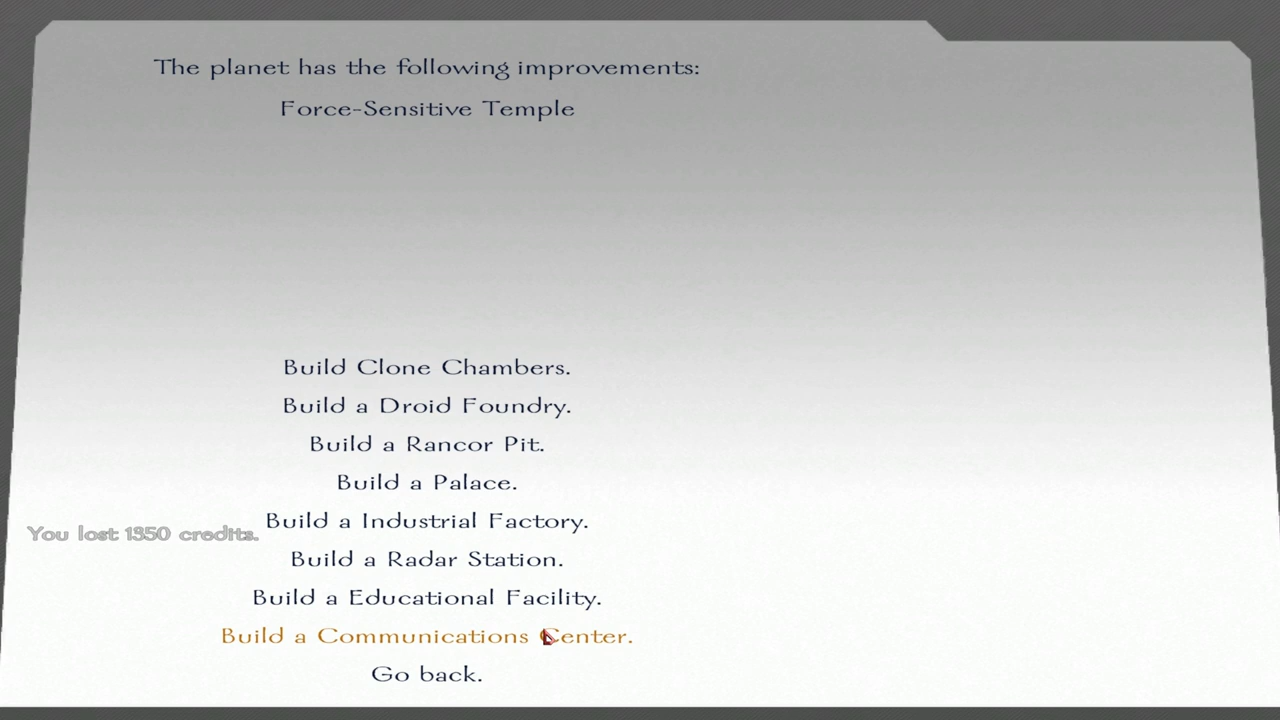 The planet has the following improvements:
Force-Sensitive Temple
Build Clone Chambers.
Build a Droid Foundry.
Build a Rancor Pit.
Build a Palace.
You lost 1350 credits.
Build a Industrial Factory.
Build a Radar Station.
Build a Educational Facility.
Build a Communications Center.
Go back.